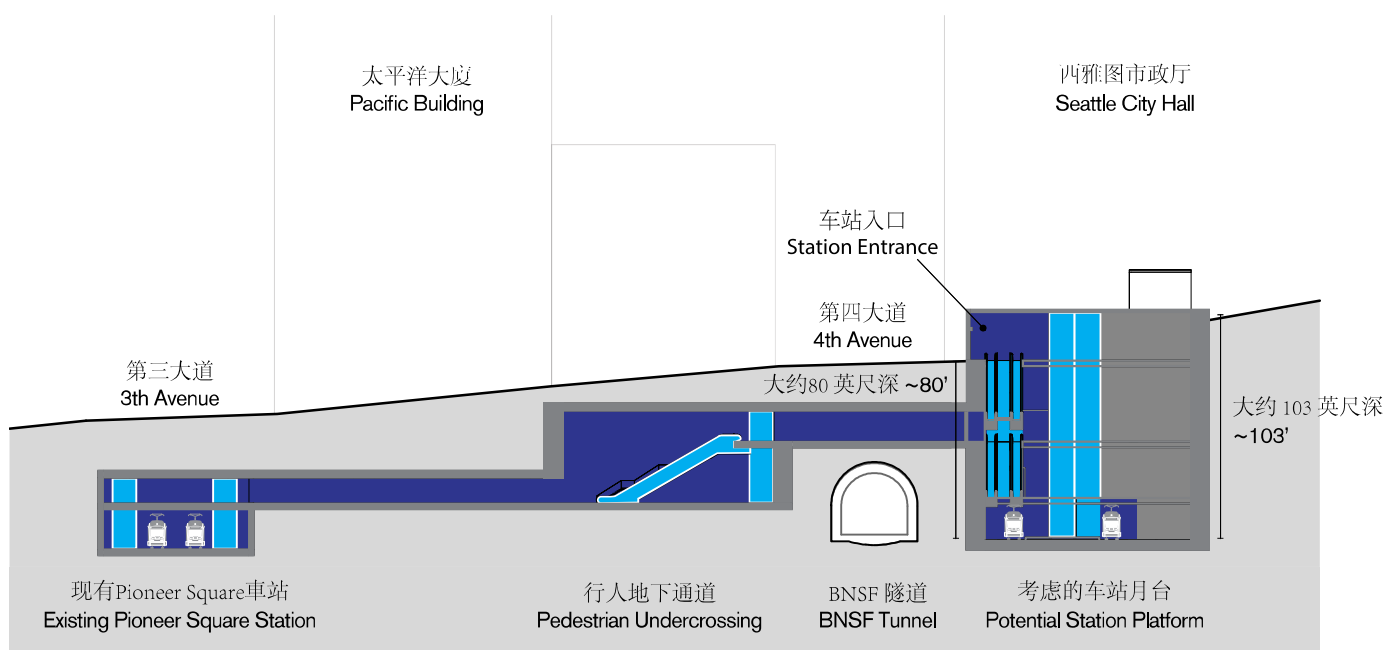 太平洋大廈
Pacific Building
西雅图市政厅
Seattle City Hall
车站入口
Station Entrance
第四大道
4th Avenue
第三大道
3th Avenue
大约80 英尺深 ~80’
大约 103 英尺深
~103’
现有Pioneer Square車站
Existing Pioneer Square Station
行人地下通道
Pedestrian Undercrossing
BNSF 隧道
BNSF Tunnel
考虑的车站月台
Potential Station Platform